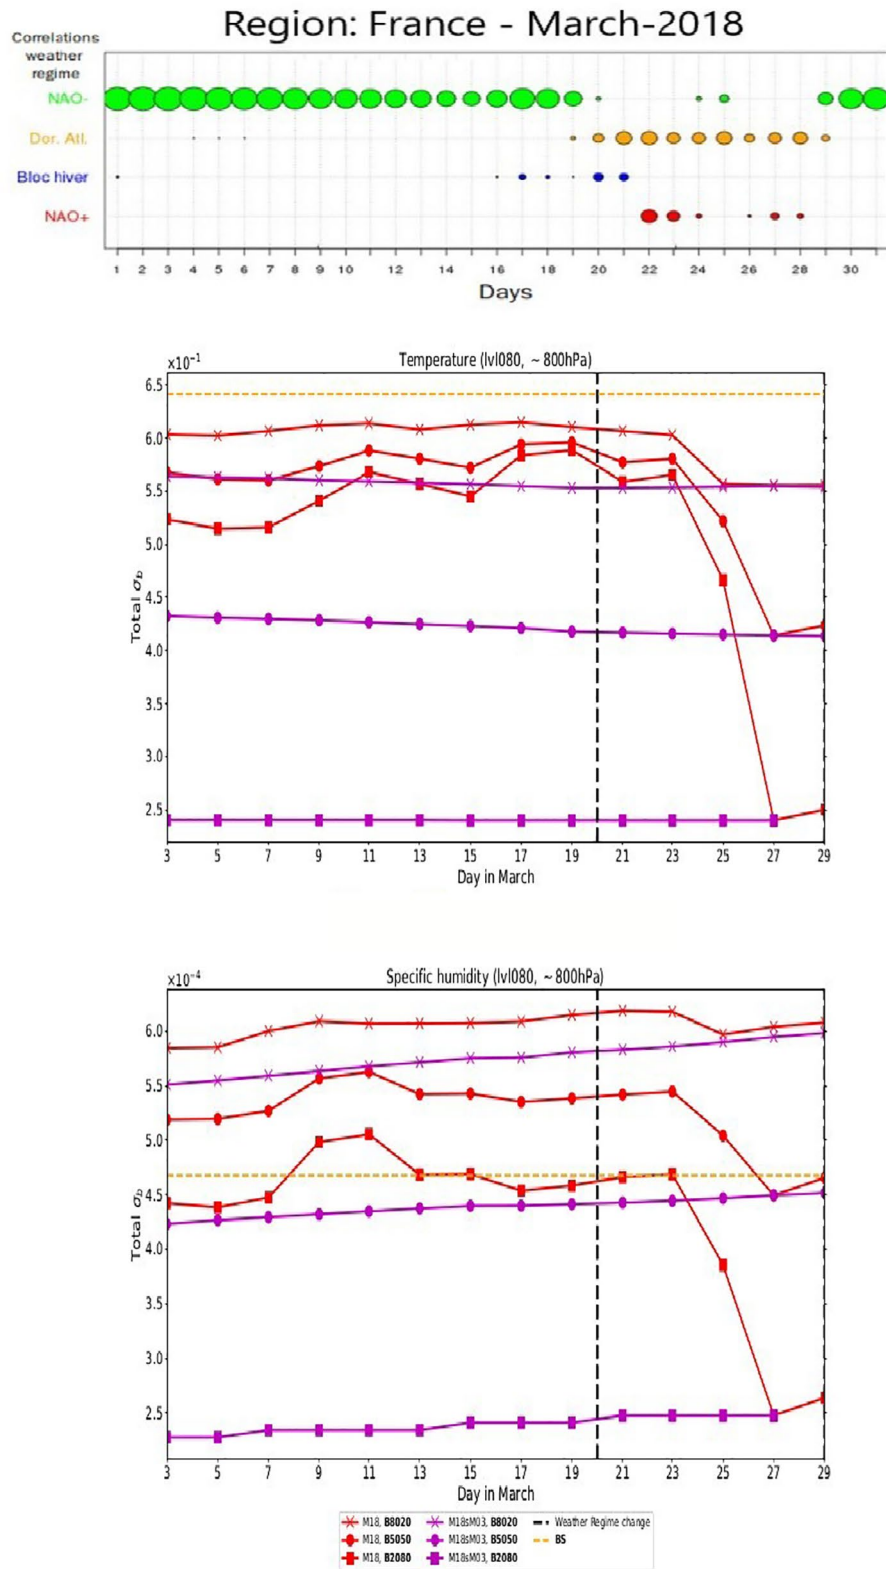 Region: France - March-2018
Correlations
weather
regime
NAO-
Dor. Atl.
Bloc hiver
NAO+
1 2 3 4 5 6 7 8 9 10 12 14 16 18 20 22 24 26 28 30
Days
x10⁻¹
Temperature (lvl080, ~ 800hPa)
6.5
6.0
5.5
5.0
4.5
4.0
3.5
3.0
2.5
Total σb
3 5 7 9 11 13 15 17 19 21 23 25 27 29
Day in March
x10⁻⁴
Specific humidity (lvl080, ~ 800hPa)
6.0
5.5
5.0
4.5
4.0
3.5
3.0
2.5
Total σb
3 5 7 9 11 13 15 17 19 21 23 25 27 29
Day in March
M18, B8020 M18sM03, B8020 Weather Regime change
M18, B5050 M18sM03, B5050 BS
M18, B2080 M18sM03, B2080